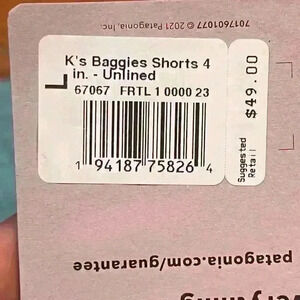 7017601077 © 2021 Patagonia, Inc.
K's Baggies Shorts 4
in. - Unlined
L
67067 FRTL 1 0000 23
1 94187 75826 4
$49.00
Suggested
Retail
patagonia.com/guarantee